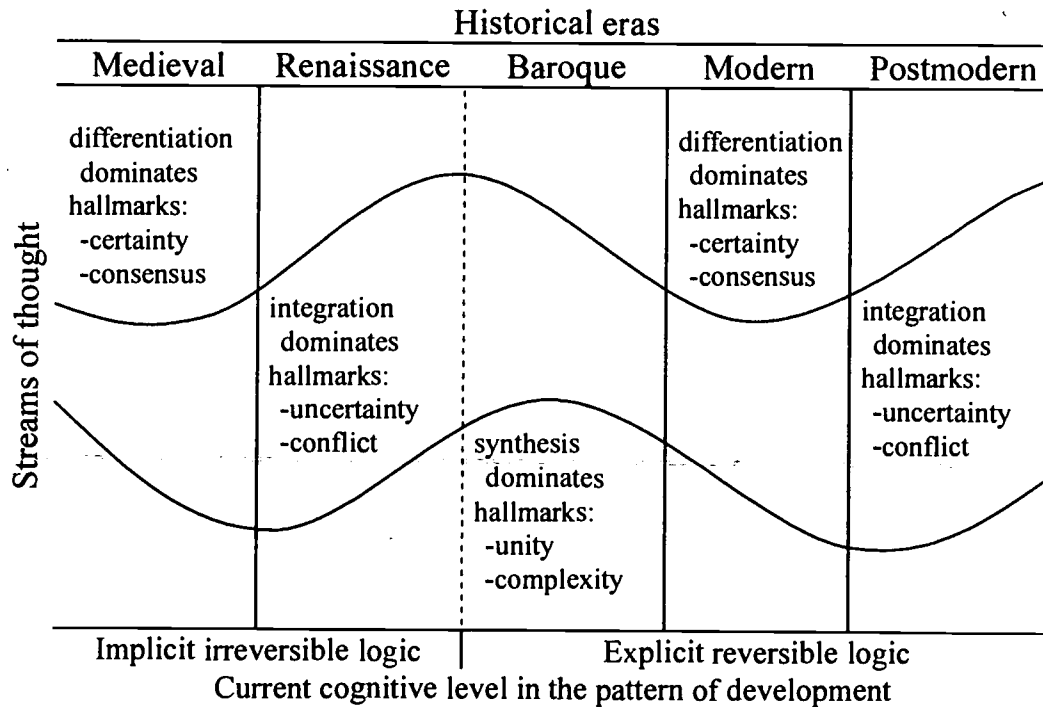 Historical eras
Medieval Renaissance Baroque Modern Postmodern
differentiation
dominates
hallmarks:
-certainty
-consensus
integration
dominates
hallmarks:
-uncertainty
-conflict
synthesis
dominates
hallmarks:
-unity
-complexity
differentiation
dominates
hallmarks:
-certainty
-consensus
integration
dominates
hallmarks:
-uncertainty
-conflict
Streams of thought
Implicit irreversible logic Explicit reversible logic
Current cognitive level in the pattern of development